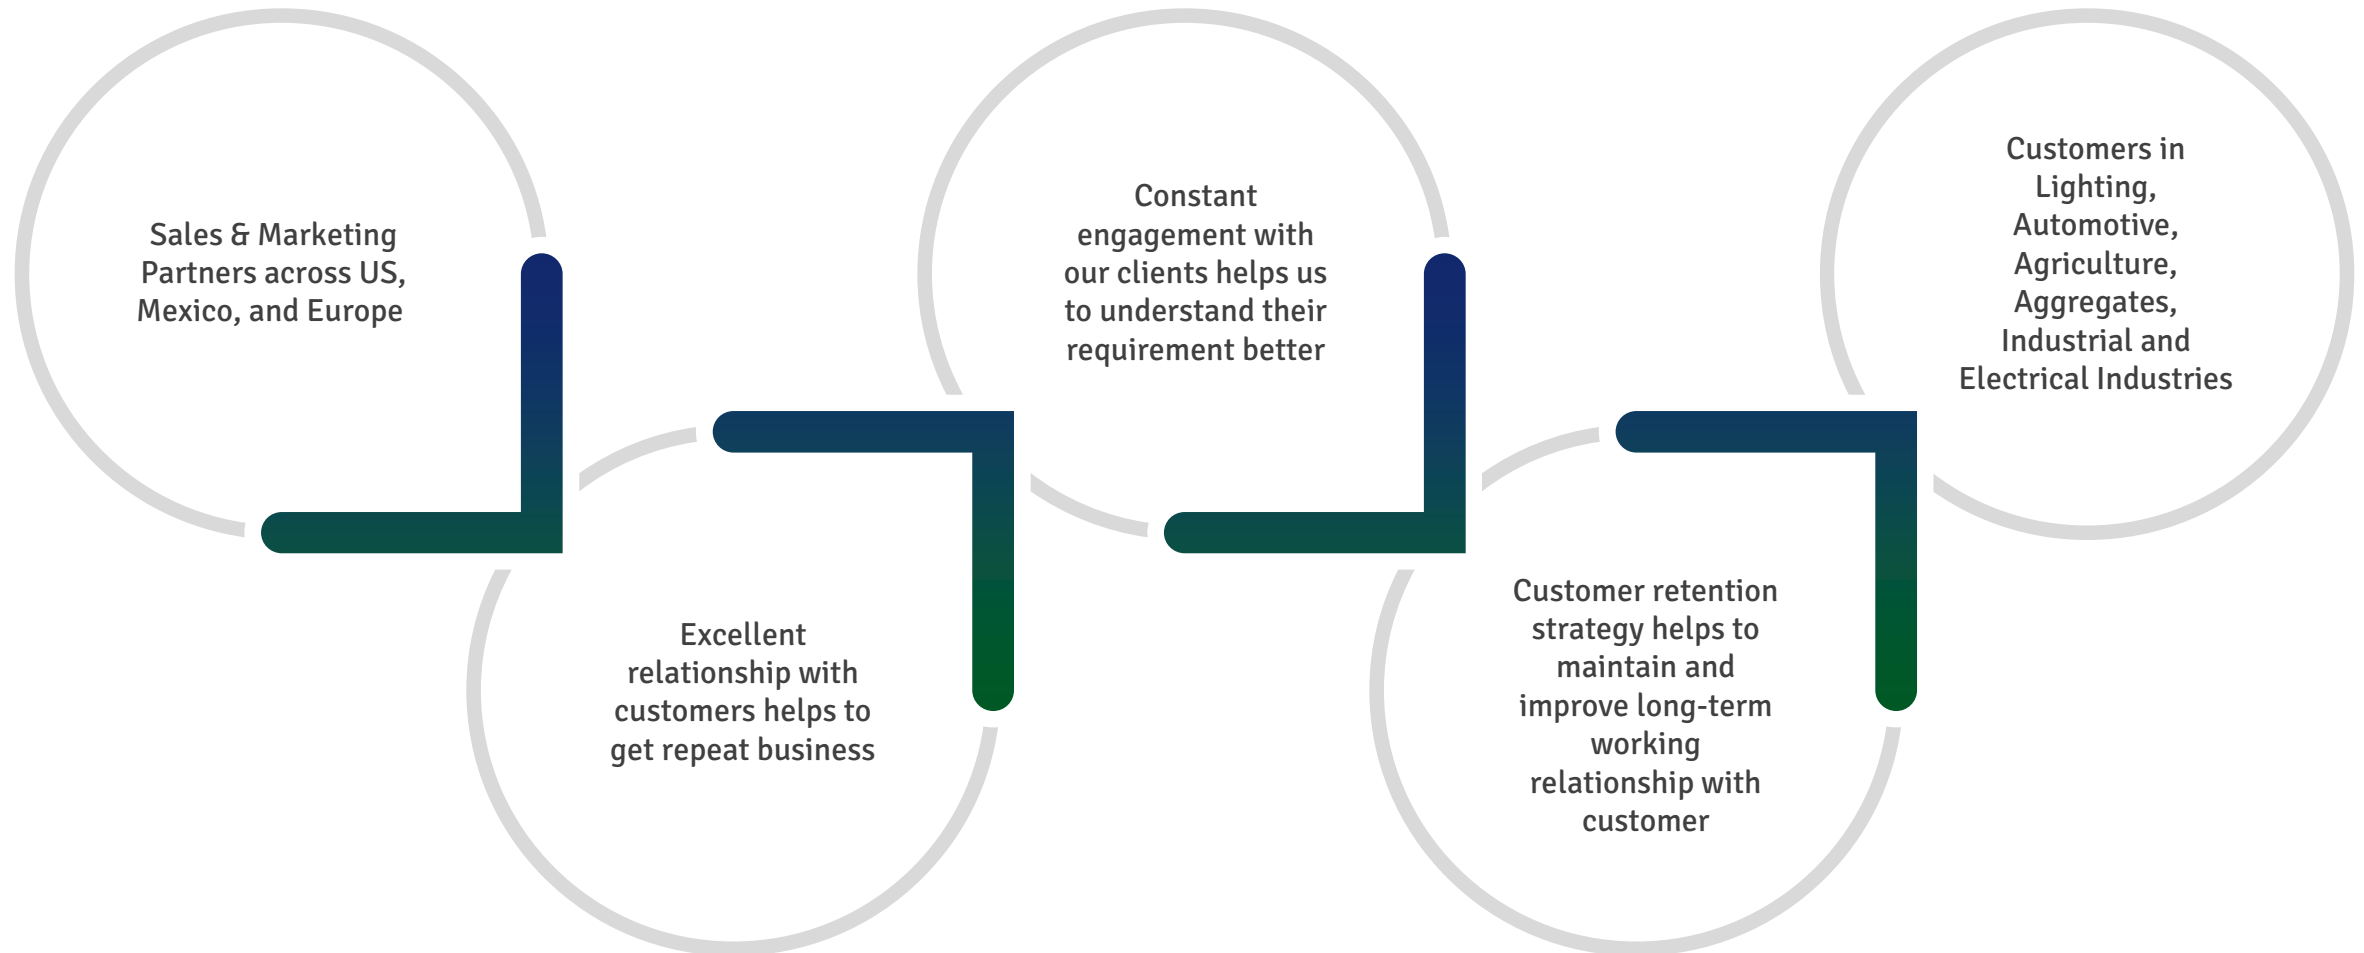 Sales & Marketing
Partners across US,
Mexico, and Europe
Excellent
relationship with
customers helps to
get repeat business
Constant
engagement with
our clients helps us
to understand their
requirement better
Customer retention
strategy helps to
maintain and
improve long-term
working
relationship with
customer
Customers in
Lighting,
Automotive,
Agriculture,
Aggregates,
Industrial and
Electrical Industries